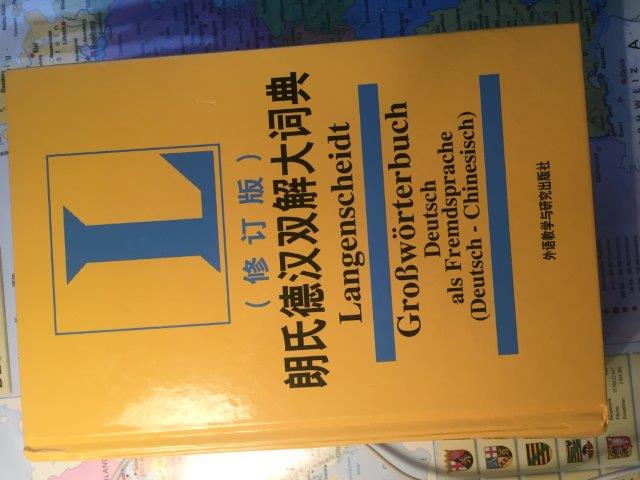 L
(修订版)
朗氏德汉双解大词典
Langenscheidt
Großwörterbuch
Deutsch
als Fremdsprache
(Deutsch - Chinesisch)
外语教学与研究出版社